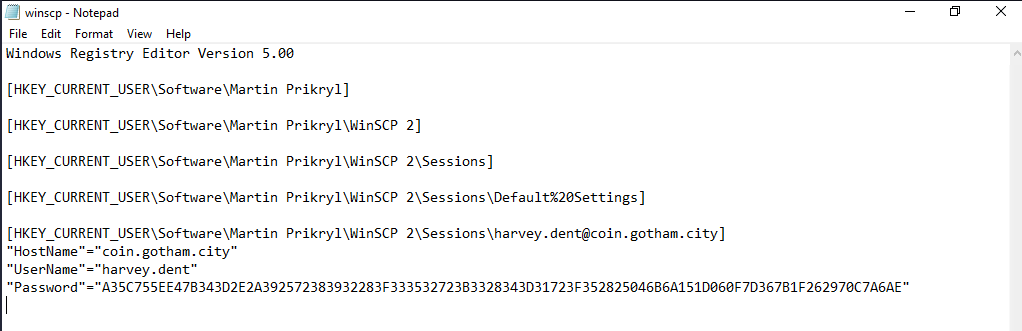 winscp - Notepad
File Edit Format View Help
Windows Registry Editor Version 5.00
[HKEY_CURRENT_USER\Software\Martin Prikryl]
[HKEY_CURRENT_USER\Software\Martin Prikryl\WinSCP 2]
[HKEY_CURRENT_USER\Software\Martin Prikryl\WinSCP 2\Sessions]
[HKEY_CURRENT_USER\Software\Martin Prikryl\WinSCP 2\Sessions\Default%20Settings]
[HKEY_CURRENT_USER\Software\Martin Prikryl\WinSCP 2\Sessions\harvey.dent@coin.gotham.city]
"HostName"="coin.gotham.city"
"UserName"="harvey.dent"
"Password"="A35C755EE47B343D2E2A392572383932283F333532723B3328343D31723F352825046B6A151D060F7D367B1F262970C7A6AE"